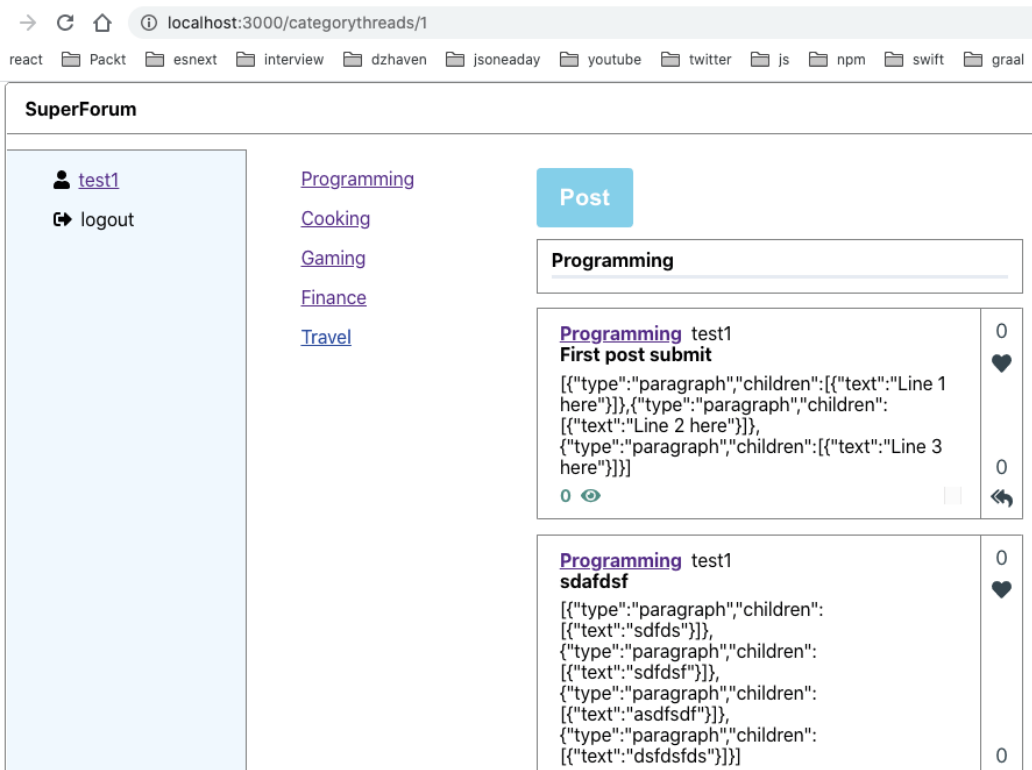 localhost:3000/categorythreads/1
react Packt esnext interview dzhaven jsoneaday youtube twitter js npm swift graal
SuperForum
test1
logout
Programming
Cooking
Gaming
Finance
Travel
Post
Programming
Programming test1
First post submit
[{"type":"paragraph","children":[{"text":"Line 1
here"}]},{"type":"paragraph","children":
[{"text":"Line 2 here"}]},
{"type":"paragraph","children":[{"text":"Line 3
here"}]}]
0
0
0
Programming test1
sdafdsf
[{"type":"paragraph","children":
[{"text":"sdfds"}]},
{"type":"paragraph","children":
[{"text":"sdfdsf"}]},
{"type":"paragraph","children":
[{"text":"asdfsdf"}]},
{"type":"paragraph","children":
[{"text":"dsfdsfds"}]}]
0
0